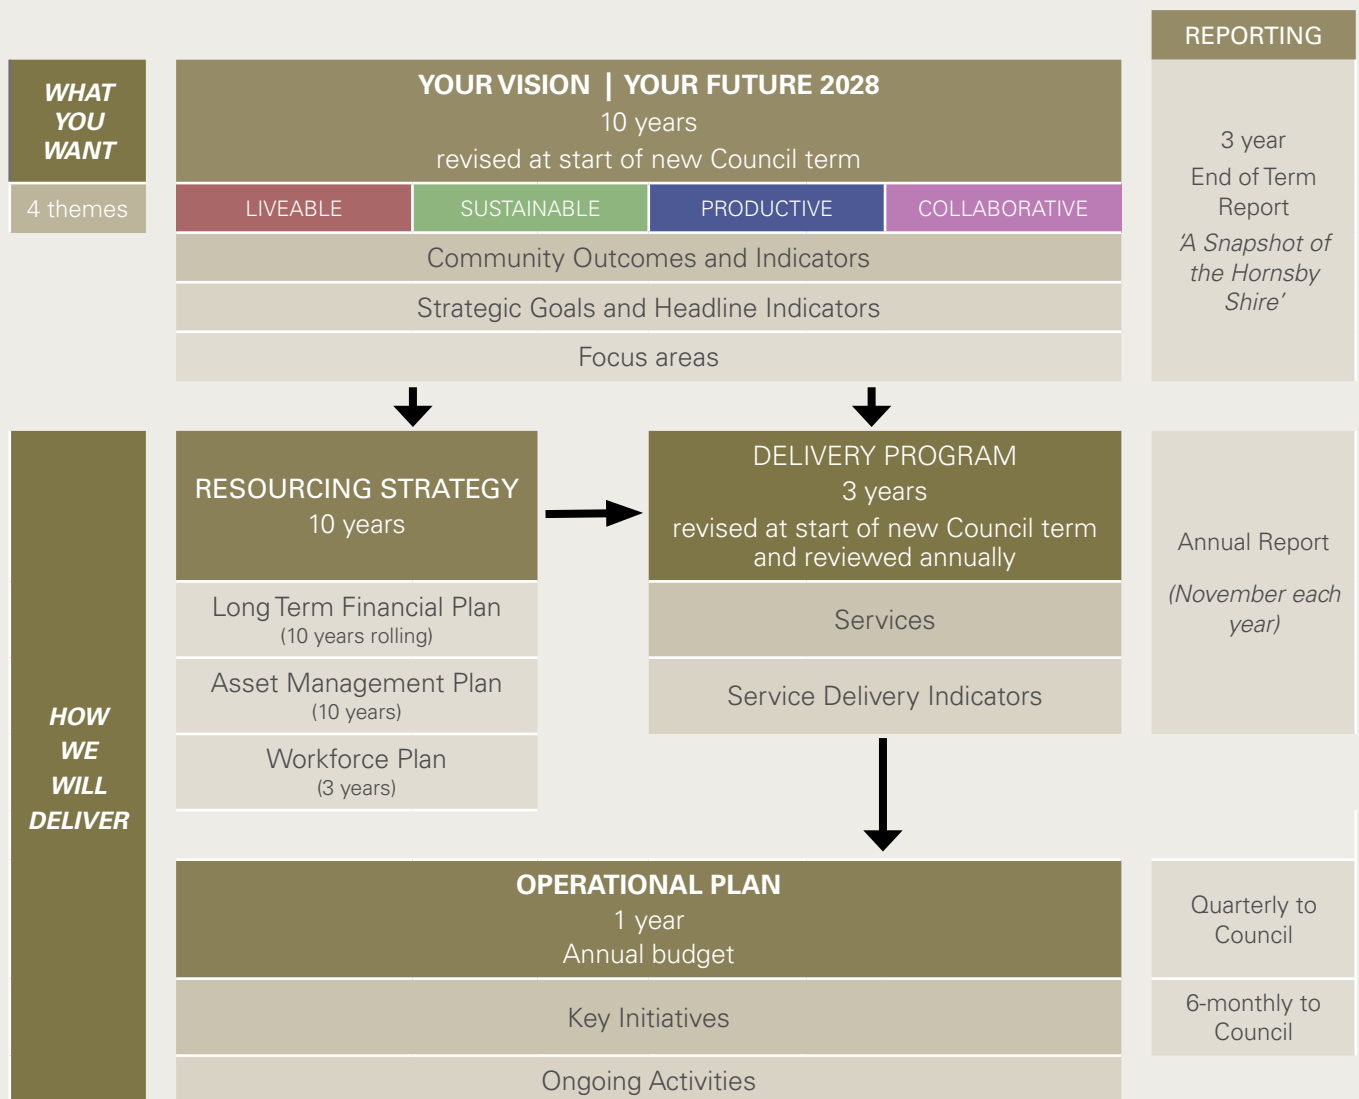 REPORTING
WHAT
YOU
WANT
YOUR VISION | YOUR FUTURE 2028
10 years
revised at start of new Council term
4 themes
LIVEABLE
SUSTAINABLE
PRODUCTIVE
COLLABORATIVE
Community Outcomes and Indicators
Strategic Goals and Headline Indicators
Focus areas
3 year
End of Term
Report
‘A Snapshot of
the Hornsby
Shire’
HOW
WE
WILL
DELIVER
RESOURCING STRATEGY
10 years
Long Term Financial Plan
(10 years rolling)
Asset Management Plan
(10 years)
Workforce Plan
(3 years)
DELIVERY PROGRAM
3 years
revised at start of new Council term
and reviewed annually
Services
Service Delivery Indicators
Annual Report
(November each
year)
OPERATIONAL PLAN
1 year
Annual budget
Key Initiatives
Ongoing Activities
Quarterly to
Council
6-monthly to
Council